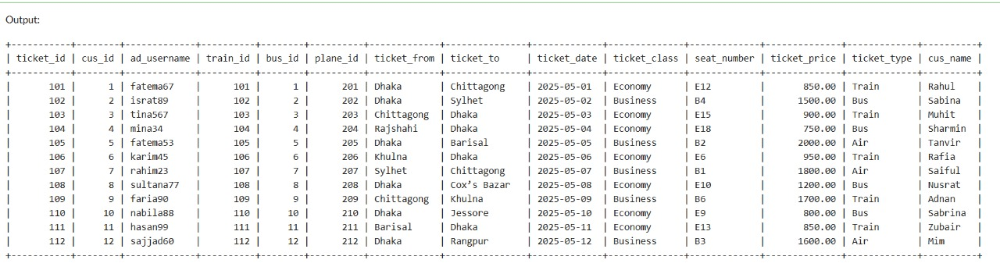 Output:
+-----------+--------+-------------+----------+--------+----------+-------------+------------+-------------+--------------+-------------+--------------+-------------+----------+
| ticket_id | cus_id | ad_username | train_id | bus_id | plane_id | ticket_from | ticket_to | ticket_date | ticket_class | seat_number | ticket_price | ticket_type | cus_name |
+-----------+--------+-------------+----------+--------+----------+-------------+------------+-------------+--------------+-------------+--------------+-------------+----------+
| 101 | 1 | fatema67 | 101 | 1 | 201 | Dhaka | Chittagong | 2025-05-01 | Economy | E12 | 850.00 | Train | Rahul |
| 102 | 2 | israt89 | 102 | 2 | 202 | Dhaka | Sylhet | 2025-05-02 | Business | B4 | 1500.00 | Bus | Sabina |
| 103 | 3 | tina567 | 103 | 3 | 203 | Chittagong | Dhaka | 2025-05-03 | Economy | E15 | 900.00 | Train | Muhit |
| 104 | 4 | mina34 | 104 | 4 | 204 | Rajshahi | Dhaka | 2025-05-04 | Economy | E18 | 750.00 | Bus | Sharmin |
| 105 | 5 | fatema53 | 105 | 5 | 205 | Dhaka | Barisal | 2025-05-05 | Business | B2 | 2000.00 | Air | Tanvir |
| 106 | 6 | karim45 | 106 | 6 | 206 | Khulna | Dhaka | 2025-05-06 | Economy | E6 | 950.00 | Train | Rafia |
| 107 | 7 | rahim23 | 107 | 7 | 207 | Sylhet | Chittagong | 2025-05-07 | Business | B1 | 1800.00 | Air | Saiful |
| 108 | 8 | sultana77 | 108 | 8 | 208 | Dhaka | Cox’s Bazar | 2025-05-08 | Economy | E10 | 1200.00 | Bus | Nusrat |
| 109 | 9 | faria90 | 109 | 9 | 209 | Chittagong | Khulna | 2025-05-09 | Business | B6 | 1700.00 | Train | Adnan |
| 110 | 10 | nabila88 | 110 | 10 | 210 | Dhaka | Jessore | 2025-05-10 | Economy | E9 | 800.00 | Bus | Sabrina |
| 111 | 11 | hasan99 | 111 | 11 | 211 | Barisal | Dhaka | 2025-05-11 | Economy | E13 | 850.00 | Train | Zubair |
| 112 | 12 | sajjad60 | 112 | 12 | 212 | Dhaka | Rangpur | 2025-05-12 | Business | B3 | 1600.00 | Air | Mim |
+-----------+--------+-------------+----------+--------+----------+-------------+------------+-------------+--------------+-------------+--------------+-------------+----------+